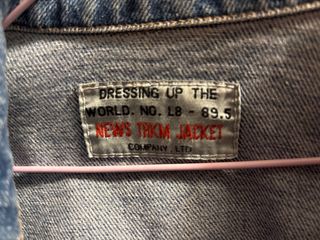 DRESSING UP THE
WORLD. NO. L8 - 89.5
NEWS TRKM JACKET
COMPANY, LTD